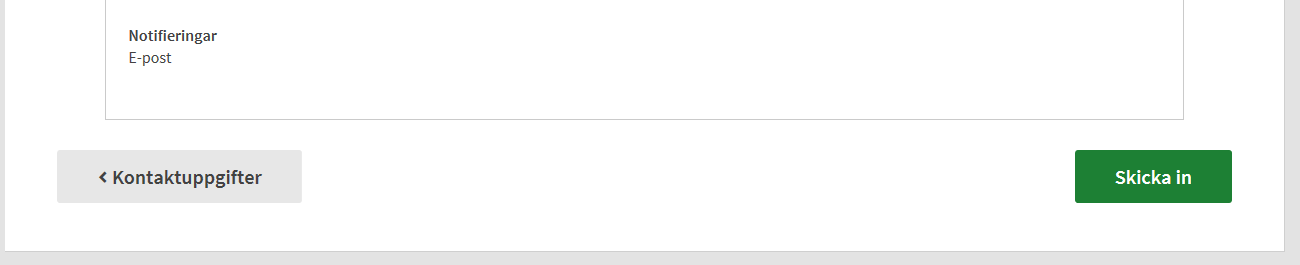 Notifieringar
E-post
Kontaktuppgifter
Skicka in